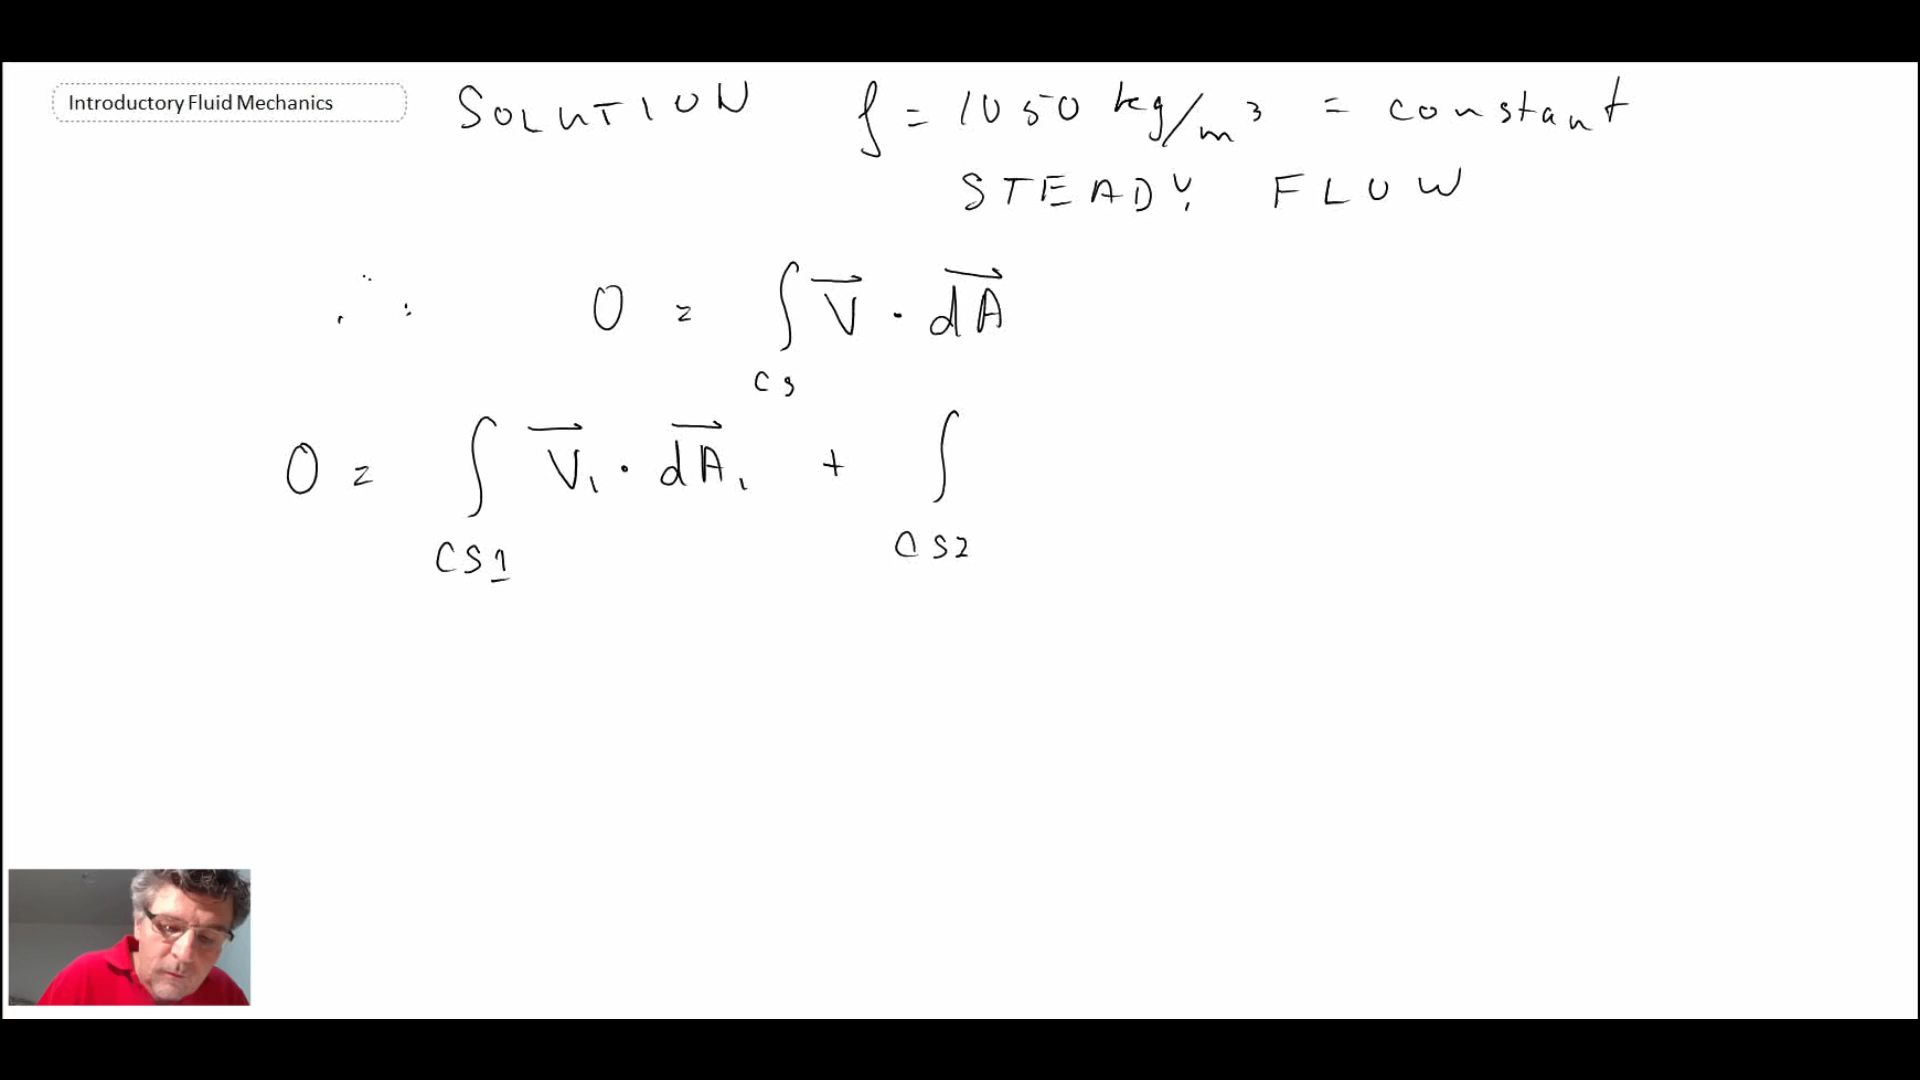 Introductory Fluid Mechanics
SOLUTION ρ = 1050 kg/m³ = constant
STEADY FLOW
∴ 0 = ∫ V⃗ · dA⃗
CS
0 = ∫ V⃗₁ · dA⃗₁ + ∫
CS1 CS2